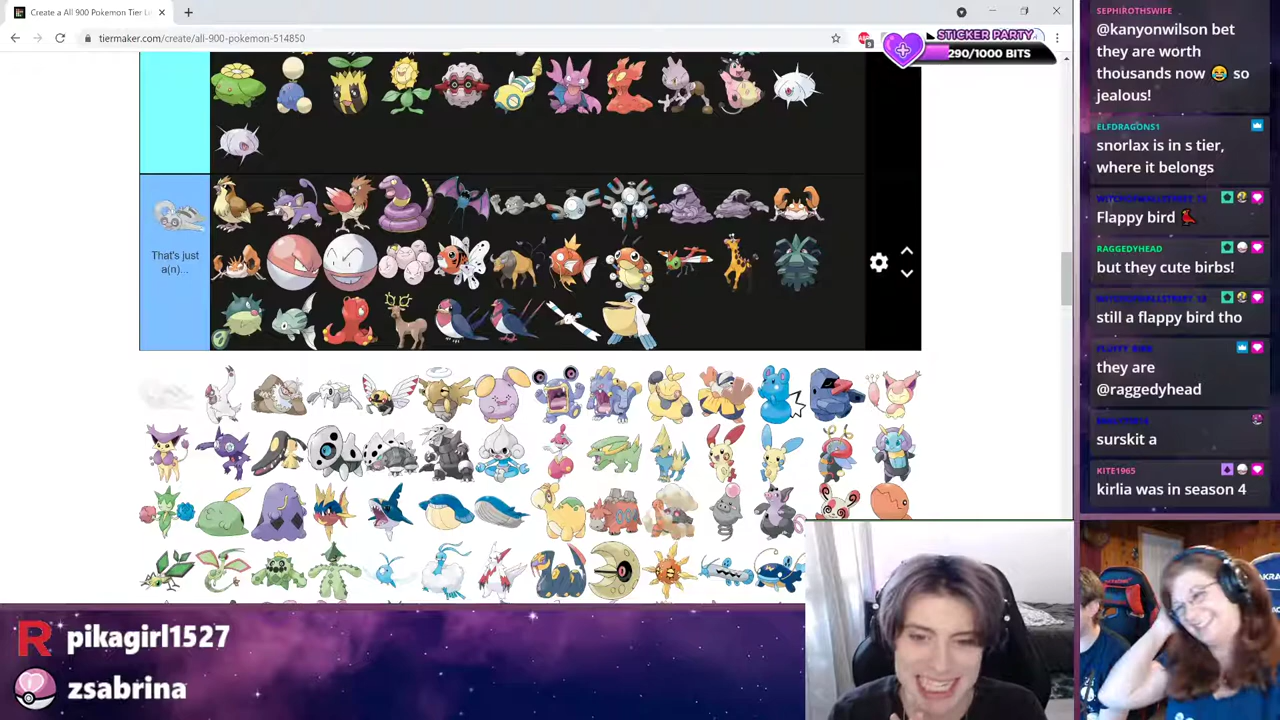 Create a All 900 Pokemon Tier Li
tiermaker.com/create/all-900-pokemon-514850
STICKER PARTY
290/1000 BITS
That's just
a(n)...
SEPHIROTHSWIFE
@kanyonwilson bet
they are worth
thousands now 😂 so
jealous!
ELFDRAGONS1
snorlax is in s tier,
where it belongs
Flappy bird
RAGGEDYHEAD
but they cute birbs!
still a flappy bird tho
they are
@raggedyhead
surskit a
KITE1965
kirlia was in season 4
R pikagirl1527
zsabrina